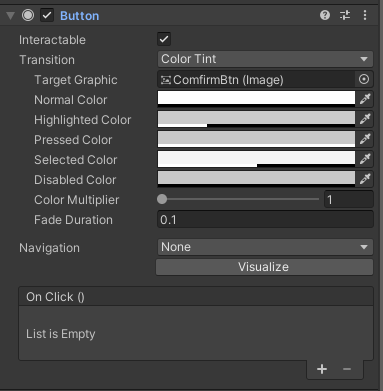 Button
Interactable
Transition Color Tint
Target Graphic ComfirmBtn (Image)
Normal Color
Highlighted Color
Pressed Color
Selected Color
Disabled Color
Color Multiplier 1
Fade Duration 0.1
Navigation None
Visualize
On Click ()
List is Empty